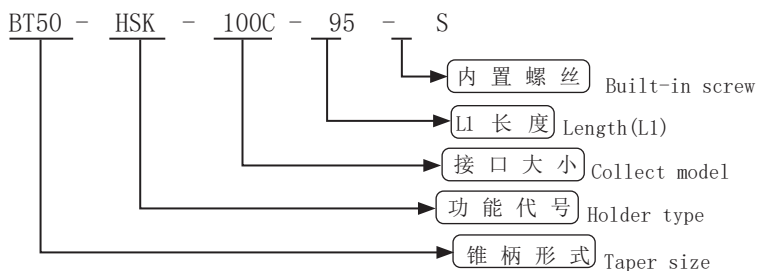 BT50 - HSK - 100C - 95 - S
内置螺丝 Built-in screw
L1 长度 Length(L1)
接口大小 Collect model
功能代号 Holder type
锥柄形式 Taper size